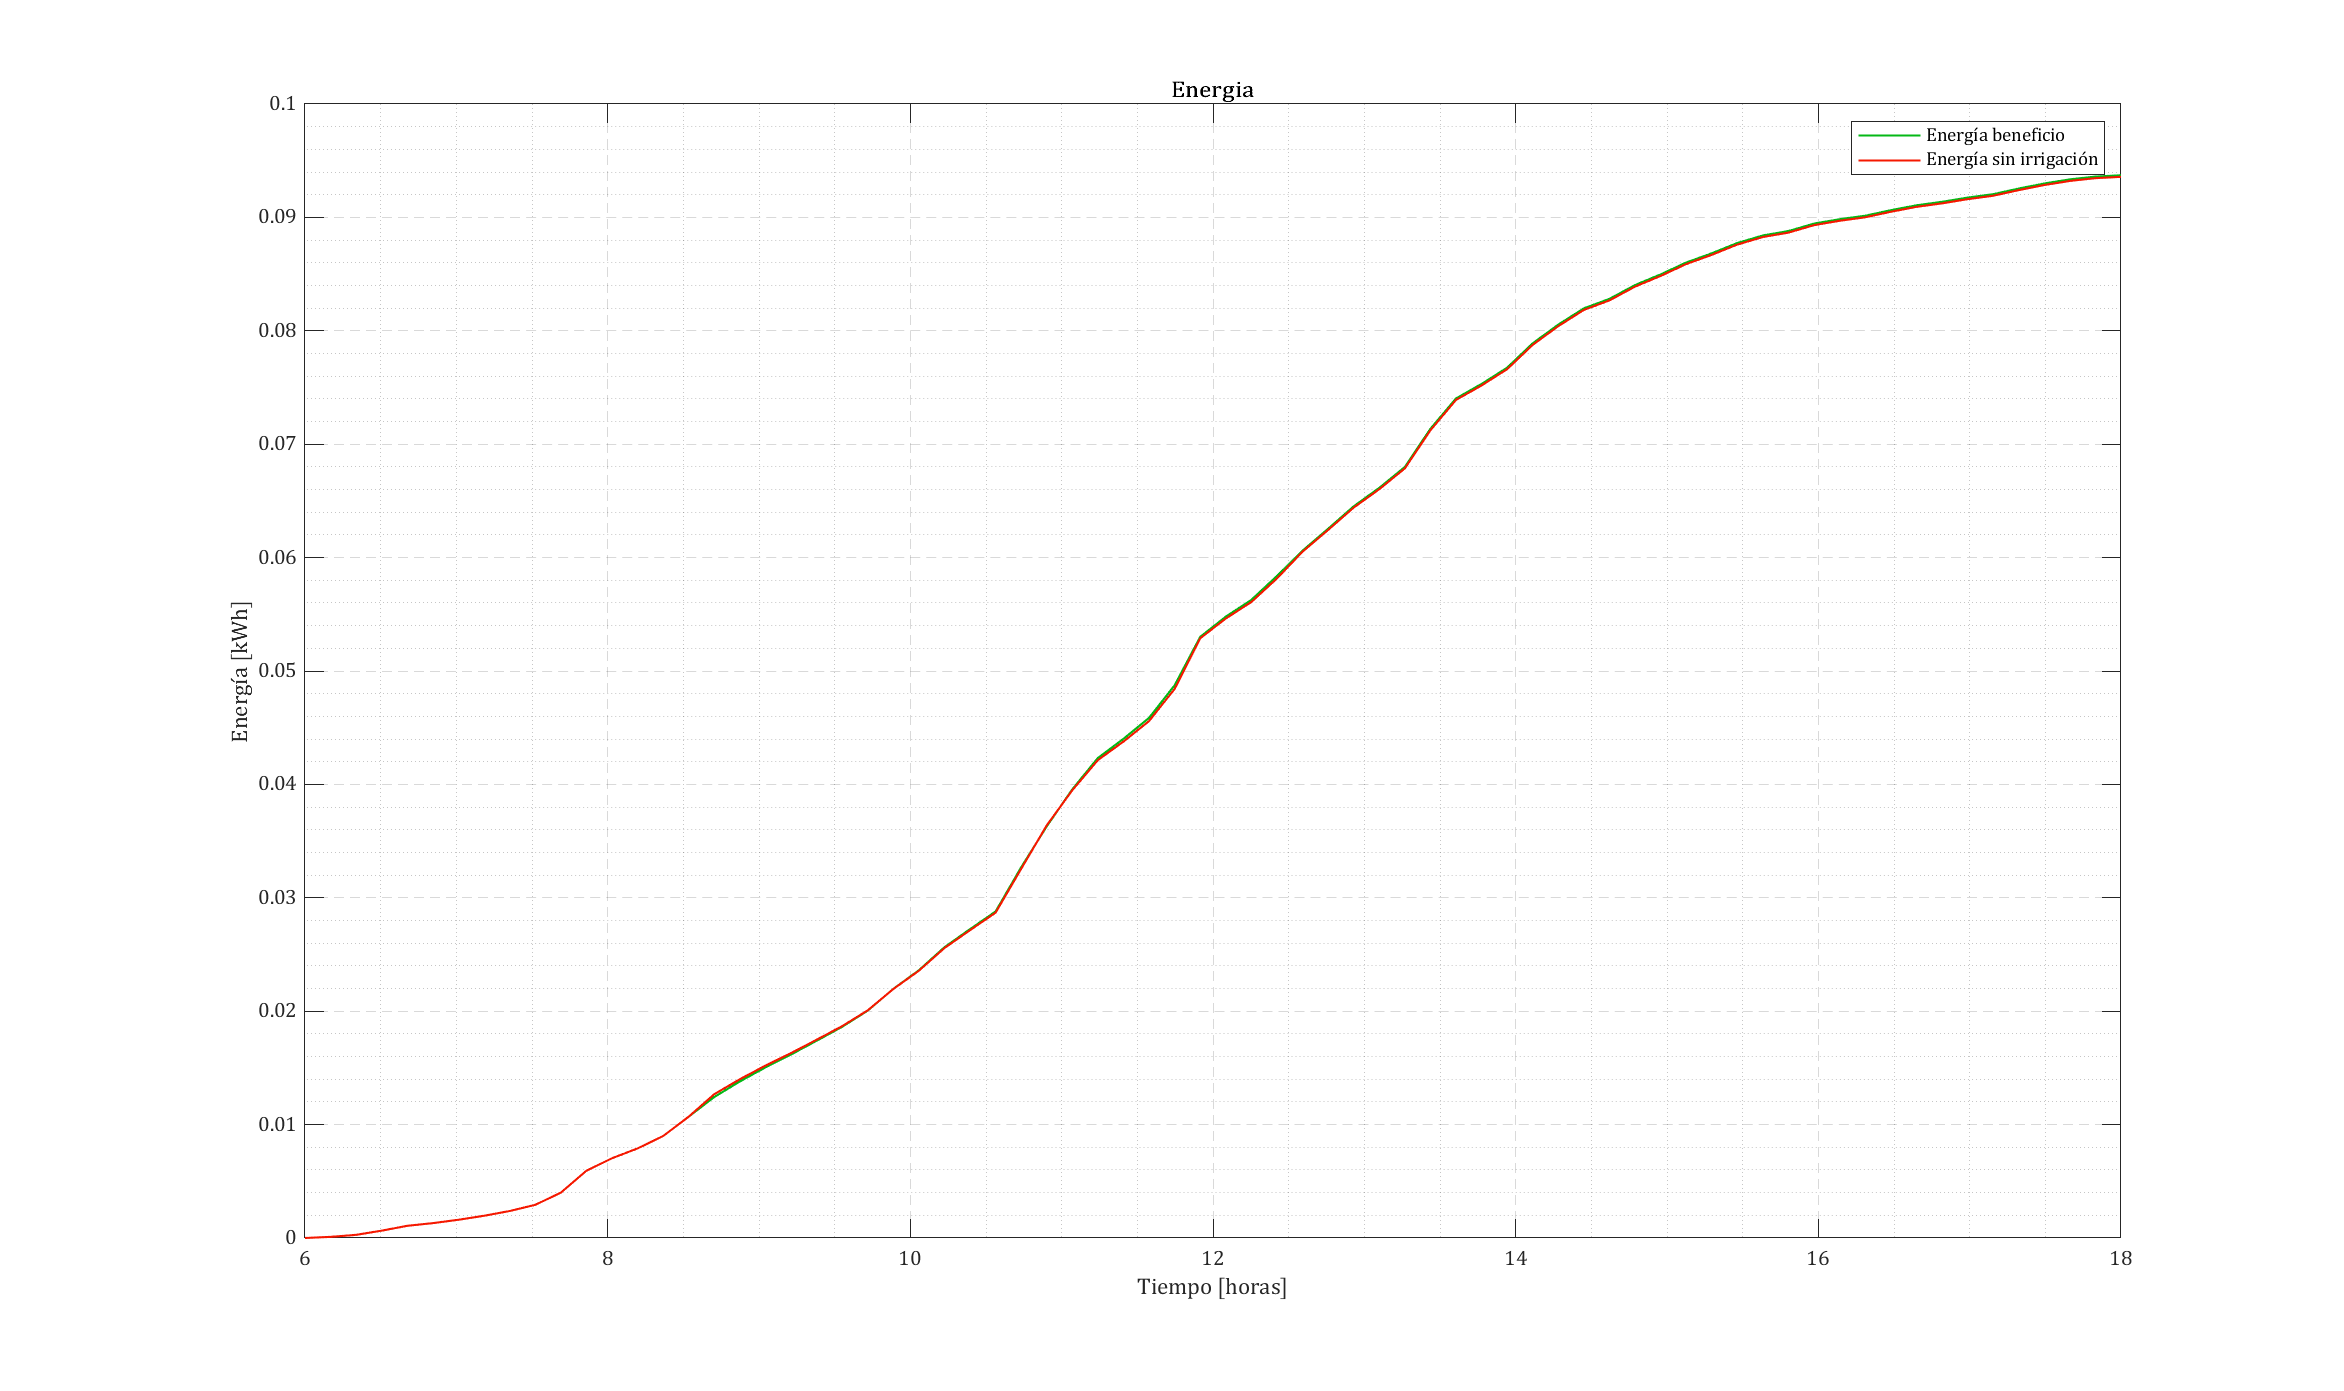 Energia
0.1
Energía beneficio
Energía sin irrigación
0.09
0.08
0.07
0.06
0.05
0.04
0.03
0.02
0.01
0
Energía [kWh]
6 8 10 12 14 16 18
Tiempo [horas]